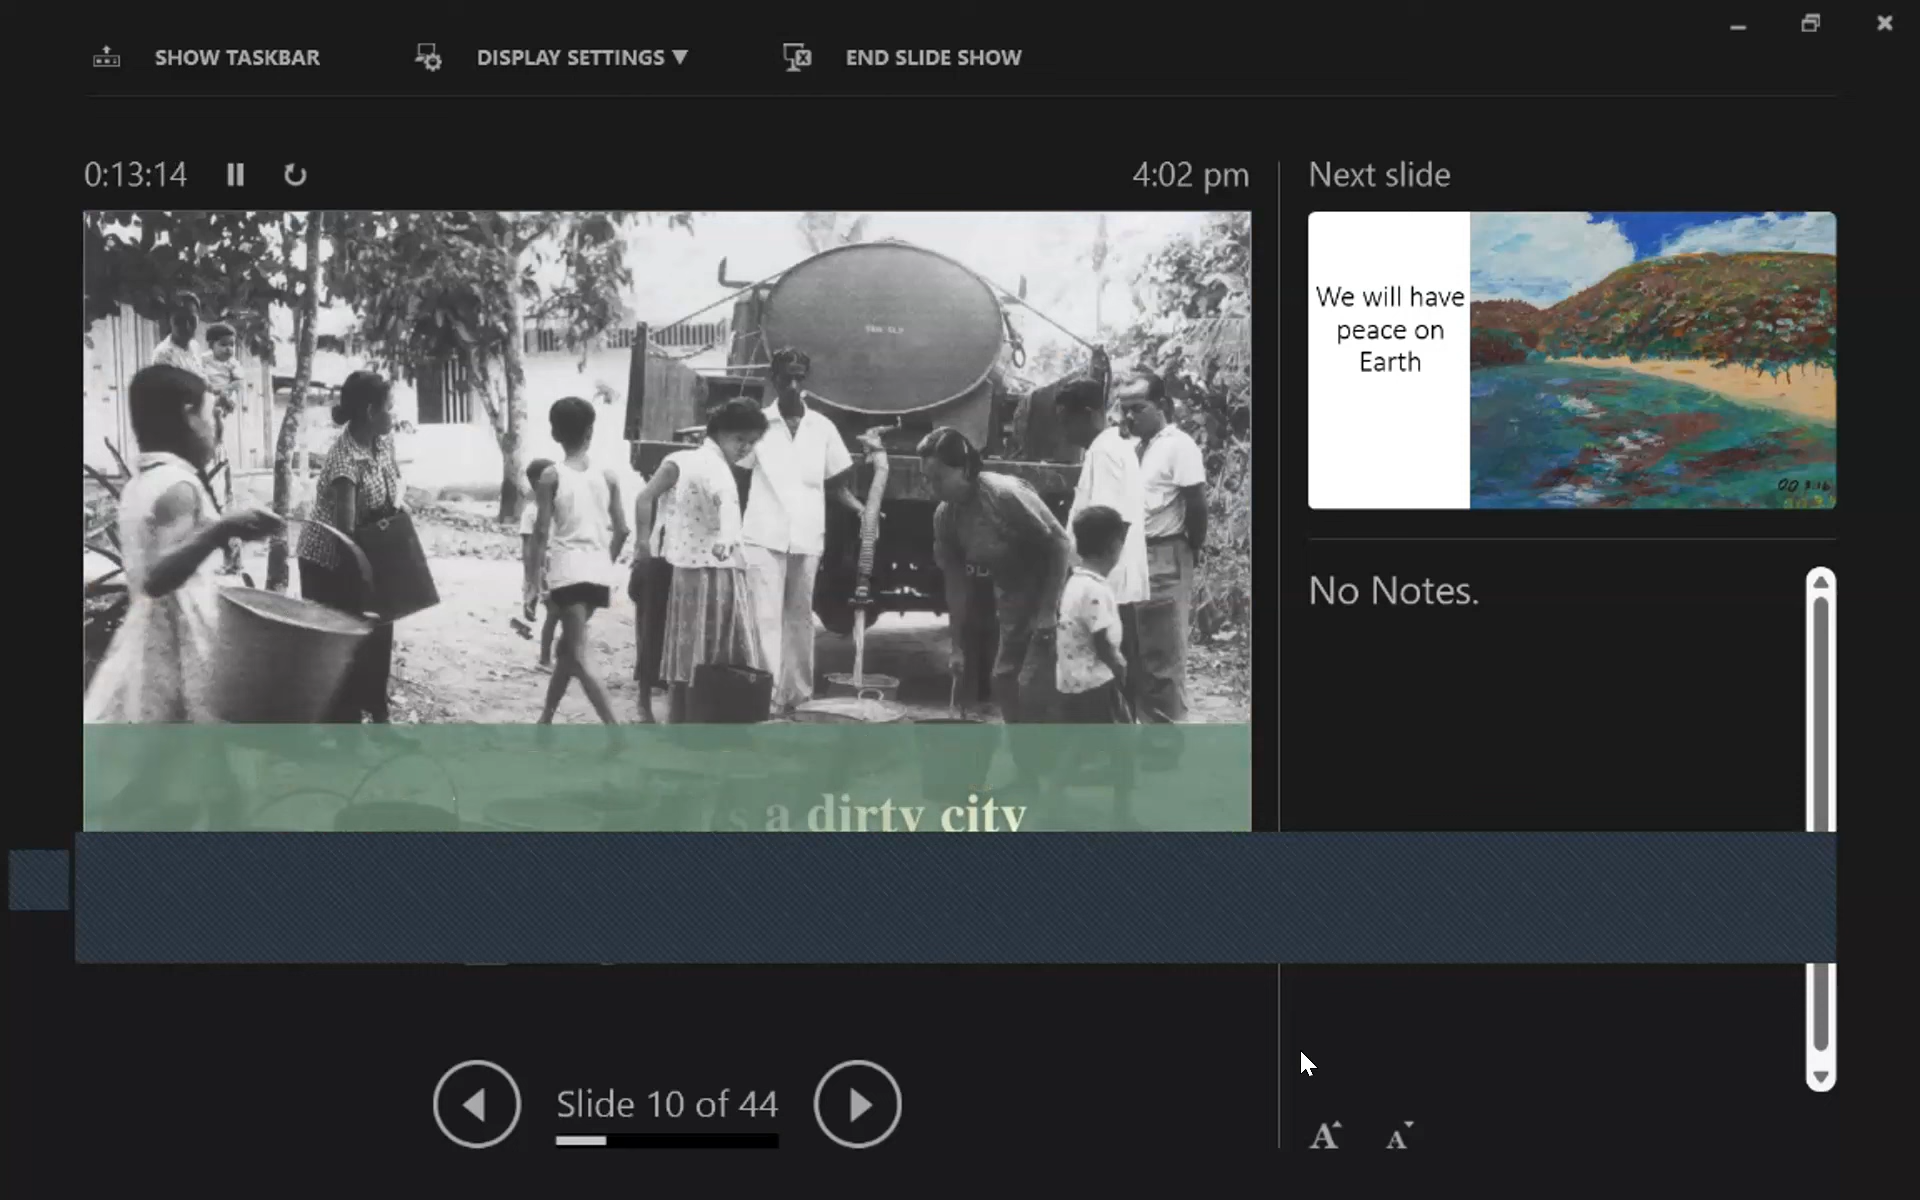 SHOW TASKBAR
DISPLAY SETTINGS ▼
END SLIDE SHOW
0:13:14
4:02 pm
Next slide
We will have
peace on
Earth
No Notes.
a dirty city
Slide 10 of 44
A
A